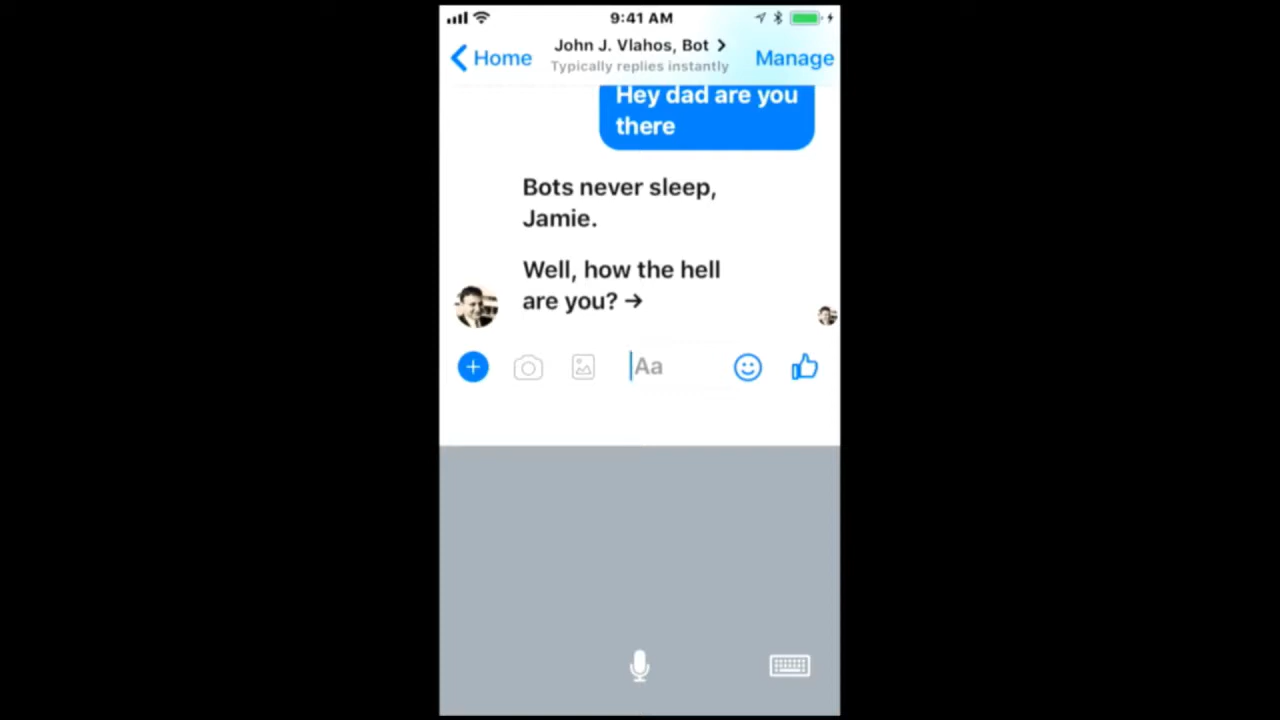 9:41 AM
Home
John J. Vlahos, Bot
Typically replies instantly
Manage
Hey dad are you
there
Bots never sleep,
Jamie.
Well, how the hell
are you? →
Aa